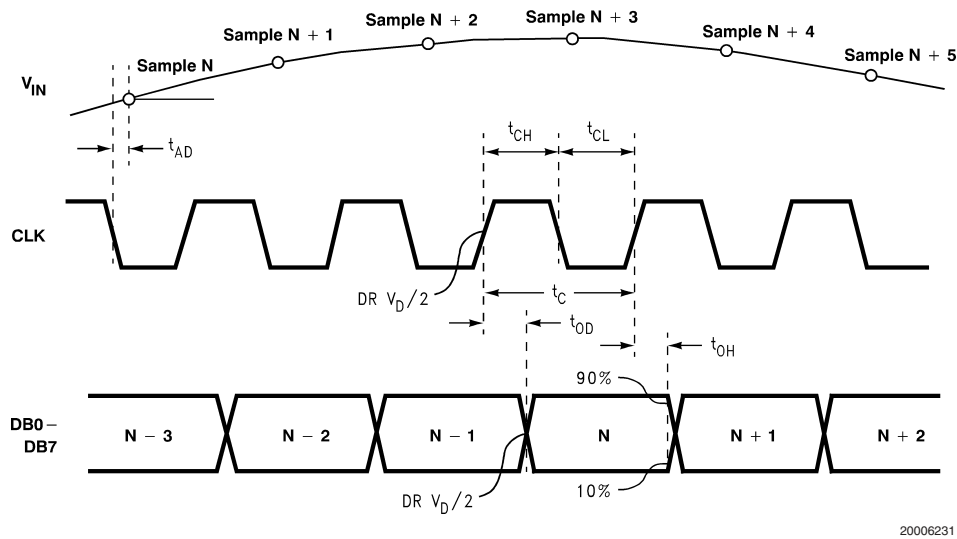 Sample N + 3
Sample N + 2
Sample N + 1
Sample N + 4
Sample N + 5
Sample N
VIN
tCH
tCL
tAD
CLK
DR VD/2
tC
tOD
tOH
90%
DB0–
DB7
N − 3
N − 2
N − 1
N
N + 1
N + 2
10%
DR VD/2
20006231